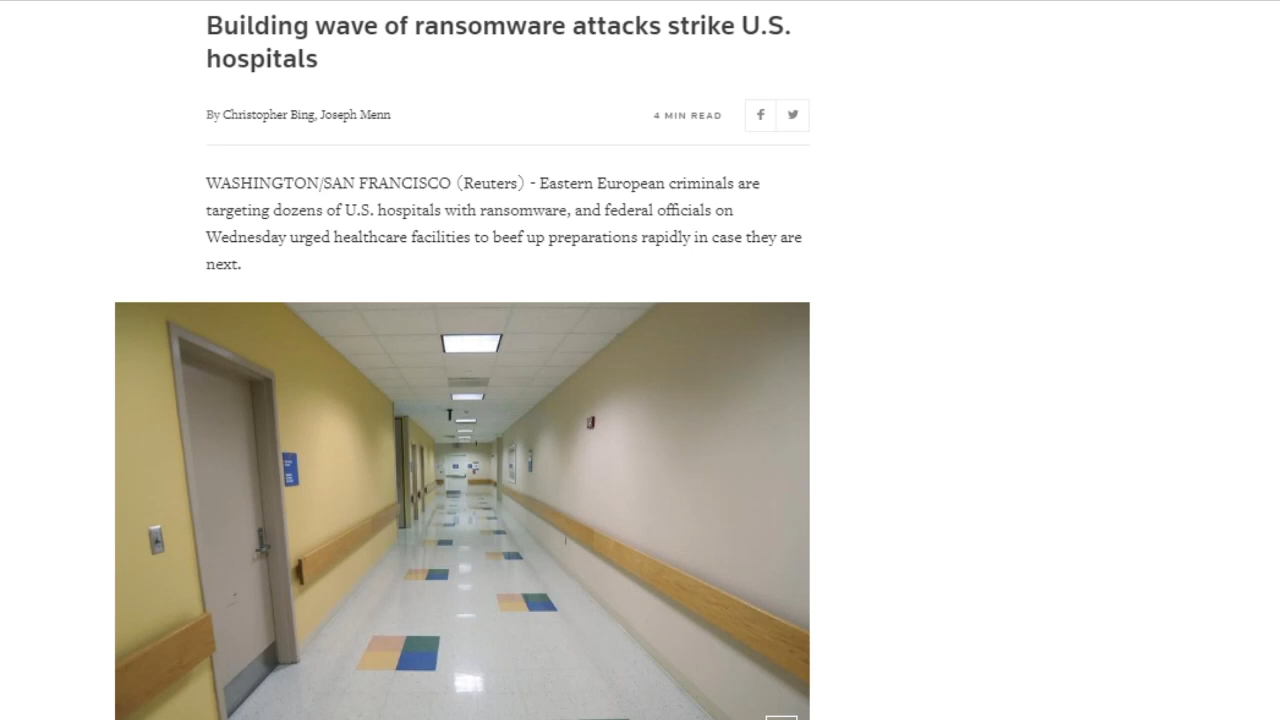 Building wave of ransomware attacks strike U.S.
hospitals
By Christopher Bing, Joseph Menn
4 MIN READ
WASHINGTON/SAN FRANCISCO (Reuters) - Eastern European criminals are
targeting dozens of U.S. hospitals with ransomware, and federal officials on
Wednesday urged healthcare facilities to beef up preparations rapidly in case they are
next.